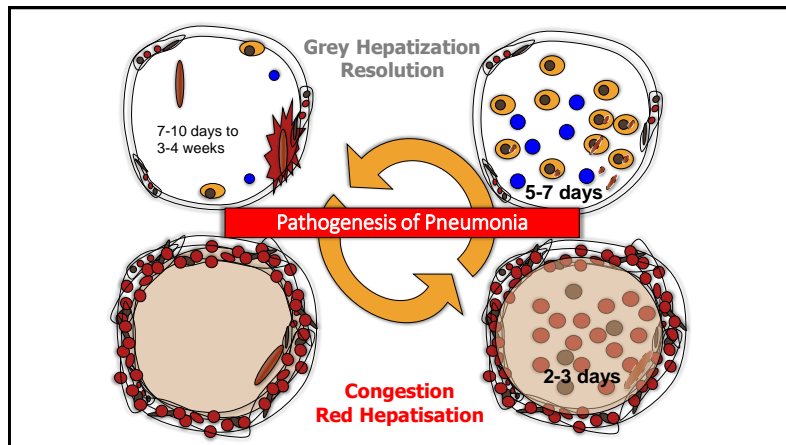 Grey Hepatization
Resolution
7-10 days to
3-4 weeks
5-7 days
Pathogenesis of Pneumonia
2-3 days
Congestion
Red Hepatisation